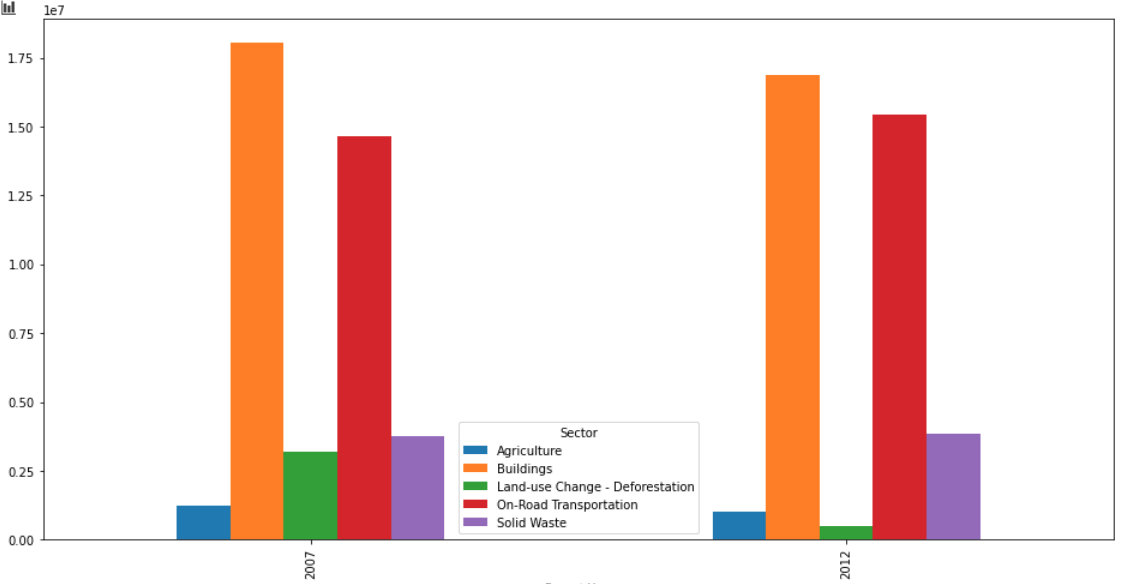 1e7
1.75
1.50
1.25
1.00
0.75
0.50
0.25
0.00
Sector
Agriculture
Buildings
Land-use Change - Deforestation
On-Road Transportation
Solid Waste
2007
2012